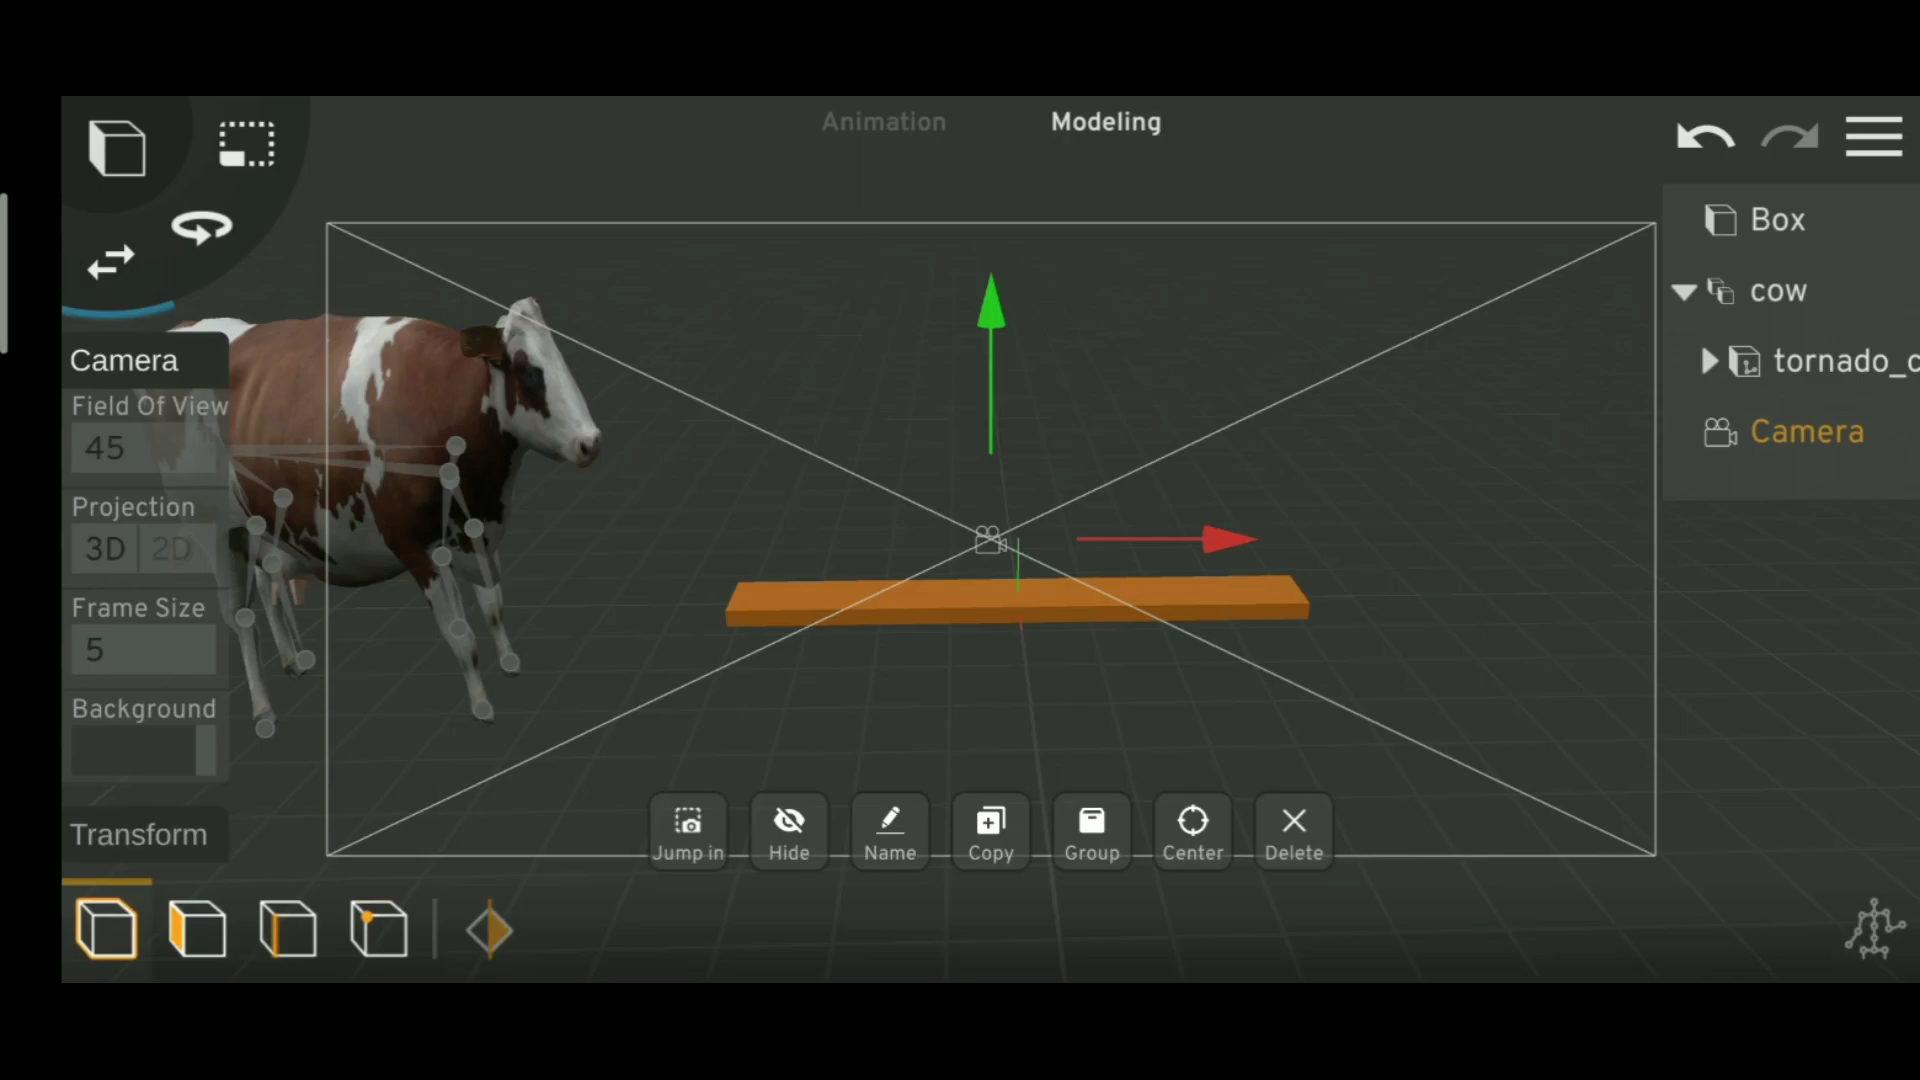 Animation Modeling
Box
cow
tornado_c
Camera
Camera
Field Of View
45
Projection
3D 2D
Frame Size
5
Background
Transform
Jump in Hide Name Copy Group Center Delete